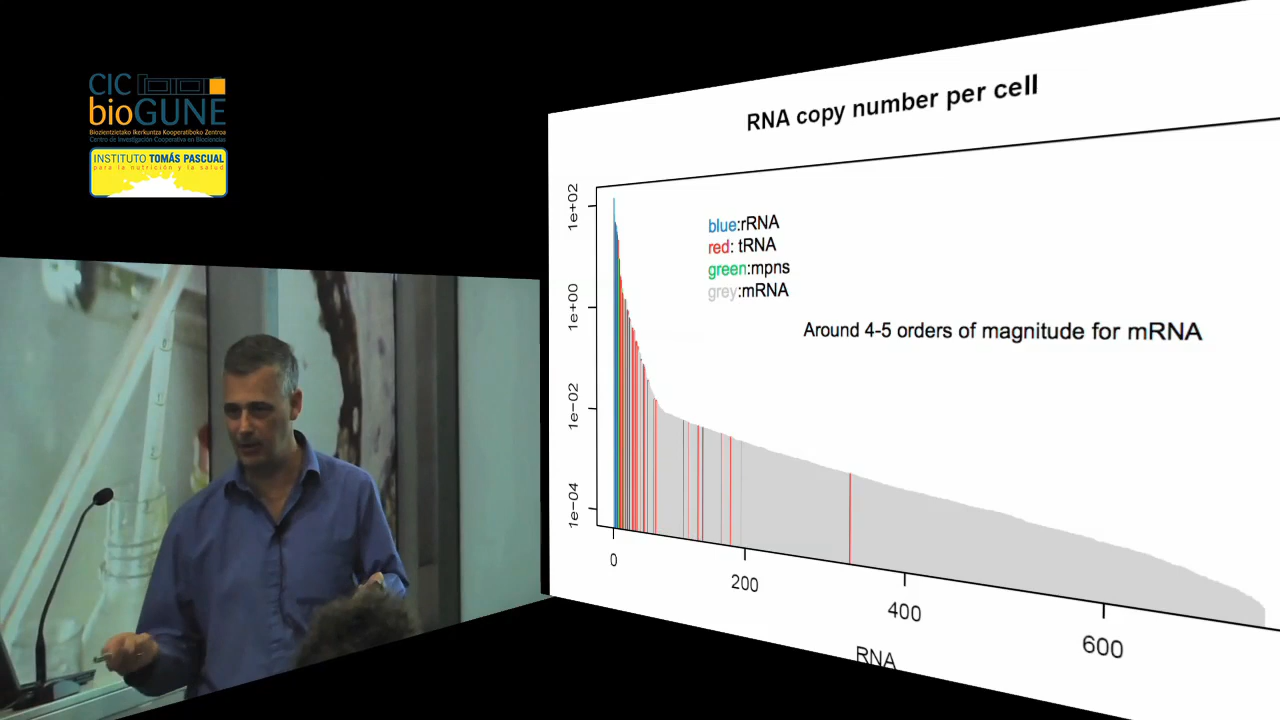 CIC
bioGUNE
Biozientzietako Ikerkuntza Kooperatiboko Zentroa
Centro de Investigación Cooperativa en Biociencias
INSTITUTO TOMÁS PASCUAL
para la nutrición y la salud
RNA copy number per cell
1e+02
1e+00
1e-02
1e-04
blue:rRNA
red: tRNA
green:mpns
grey:mRNA
Around 4-5 orders of magnitude for mRNA
0
200
400
600
RNA